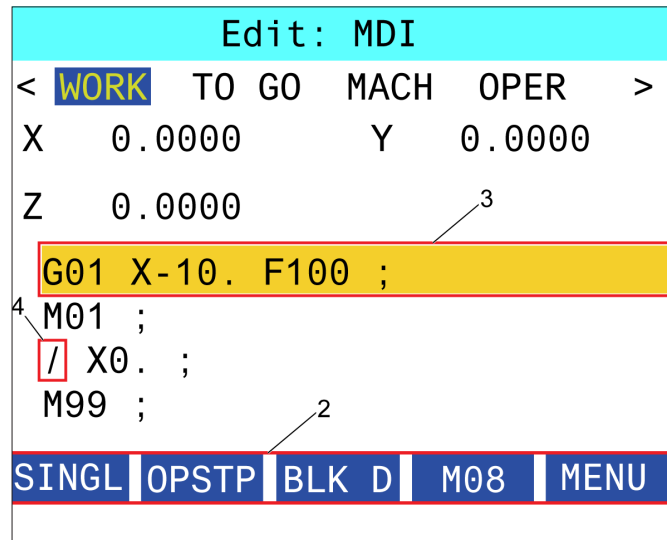 Edit: MDI
< WORK TO GO MACH OPER >
X 0.0000 Y 0.0000
Z 0.0000
3
G01 X-10. F100 ;
4
M01 ;
/ X0. ;
M99 ;
2
SINGL OPSTP BLK D M08 MENU